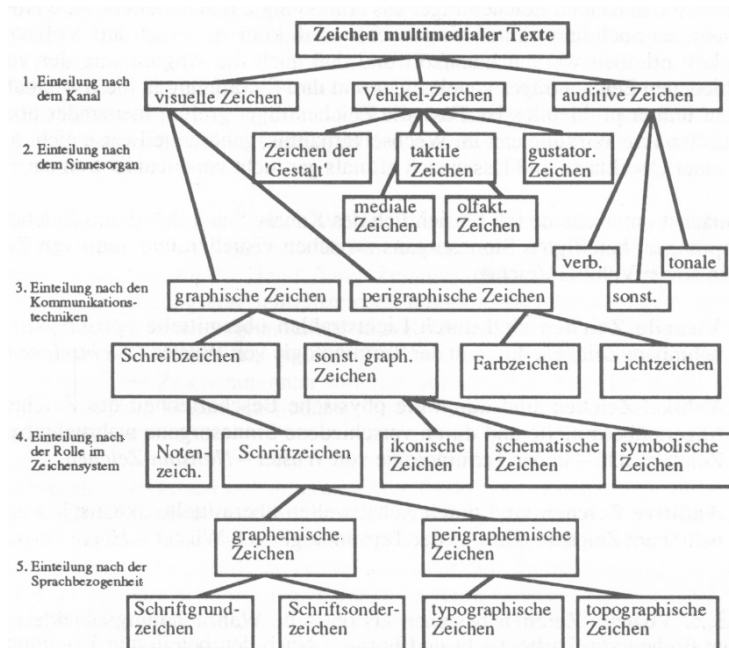 Zeichen multimedialer Texte
1. Einteilung nach
dem Kanal
visuelle Zeichen
Vehikel-Zeichen
auditive Zeichen
2. Einteilung nach
dem Sinnesorgan
Zeichen d.
'Gestalt'
taktile
Zeichen
gustator.
Zeichen
mediale
Zeichen
olfakt.
Zeichen
verb.
tonale
3. Einteilung nach den
Kommunikations-
techniken
graphische Zeichen
perigraphische Zeichen
sonst.
Schreibzeichen
sonst. graph.
Zeichen
Farbzeichen
Lichtzeichen
4. Einteilung nach
der Rolle im
Zeichensystem
Noten-
zeich.
Schriftzeichen
ikonische
Zeichen
schematische
Zeichen
symbolische
Zeichen
graphemische
Zeichen
perigraphemische
Zeichen
5. Einteilung nach der
Sprachbezogenheit
Schriftgrund-
zeichen
Schriftsonder-
zeichen
typographische
Zeichen
topographische
Zeichen